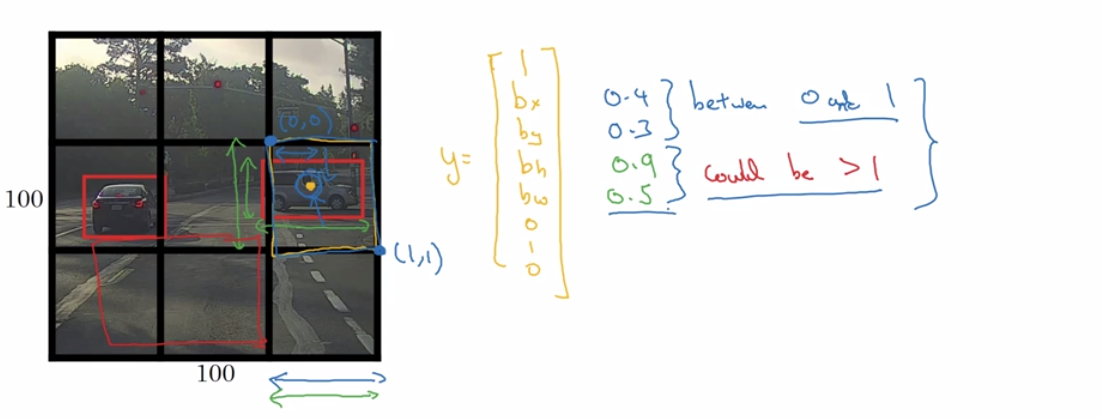 (0,0)
100
(1,1)
100
y=
1
bx
by
bh
bw
0
1
0
0.4
0.3
between 0 and 1
0.9
0.5
could be >1